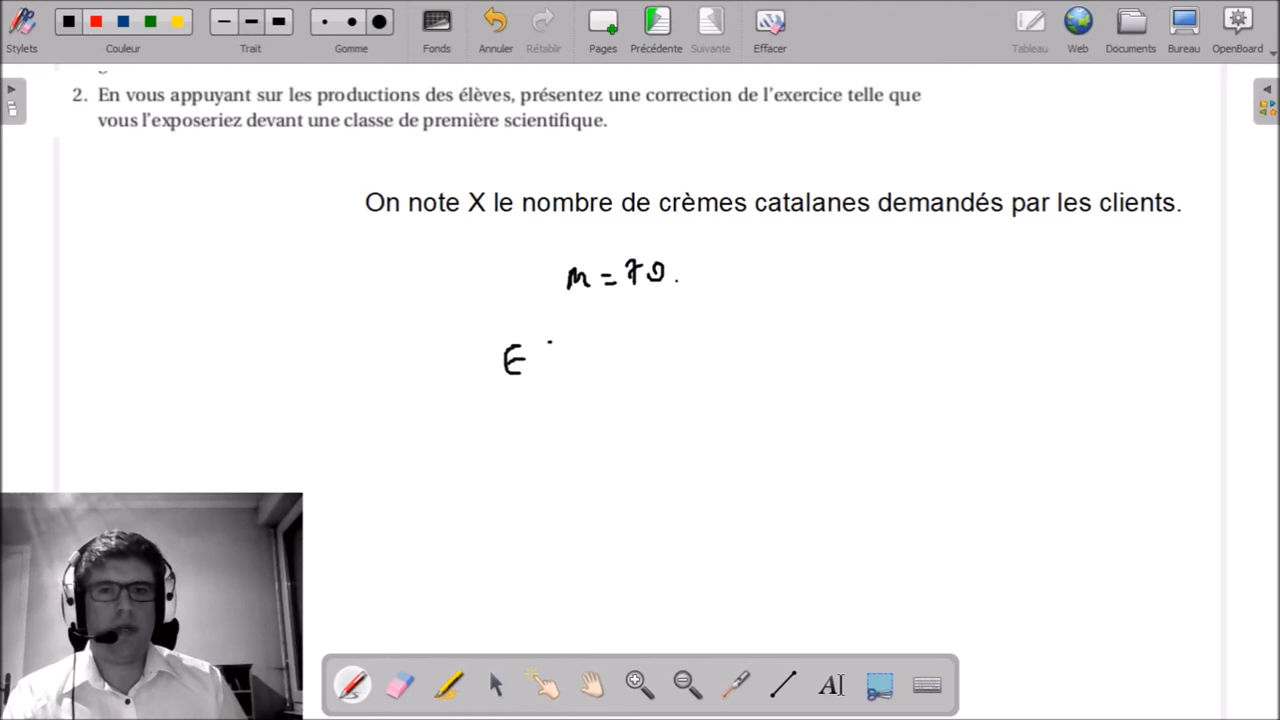 Stylets Couleur Trait Gomme Fonds Annuler Rétablir Pages Précédente Suivante Effacer Tableau Web Documents Bureau OpenBoard
2. En vous appuyant sur les productions des élèves, présentez une correction de l'exercice telle que
vous l'exposeriez devant une classe de première scientifique.
On note X le nombre de crèmes catalanes demandés par les clients.
n = 70.
E
AI